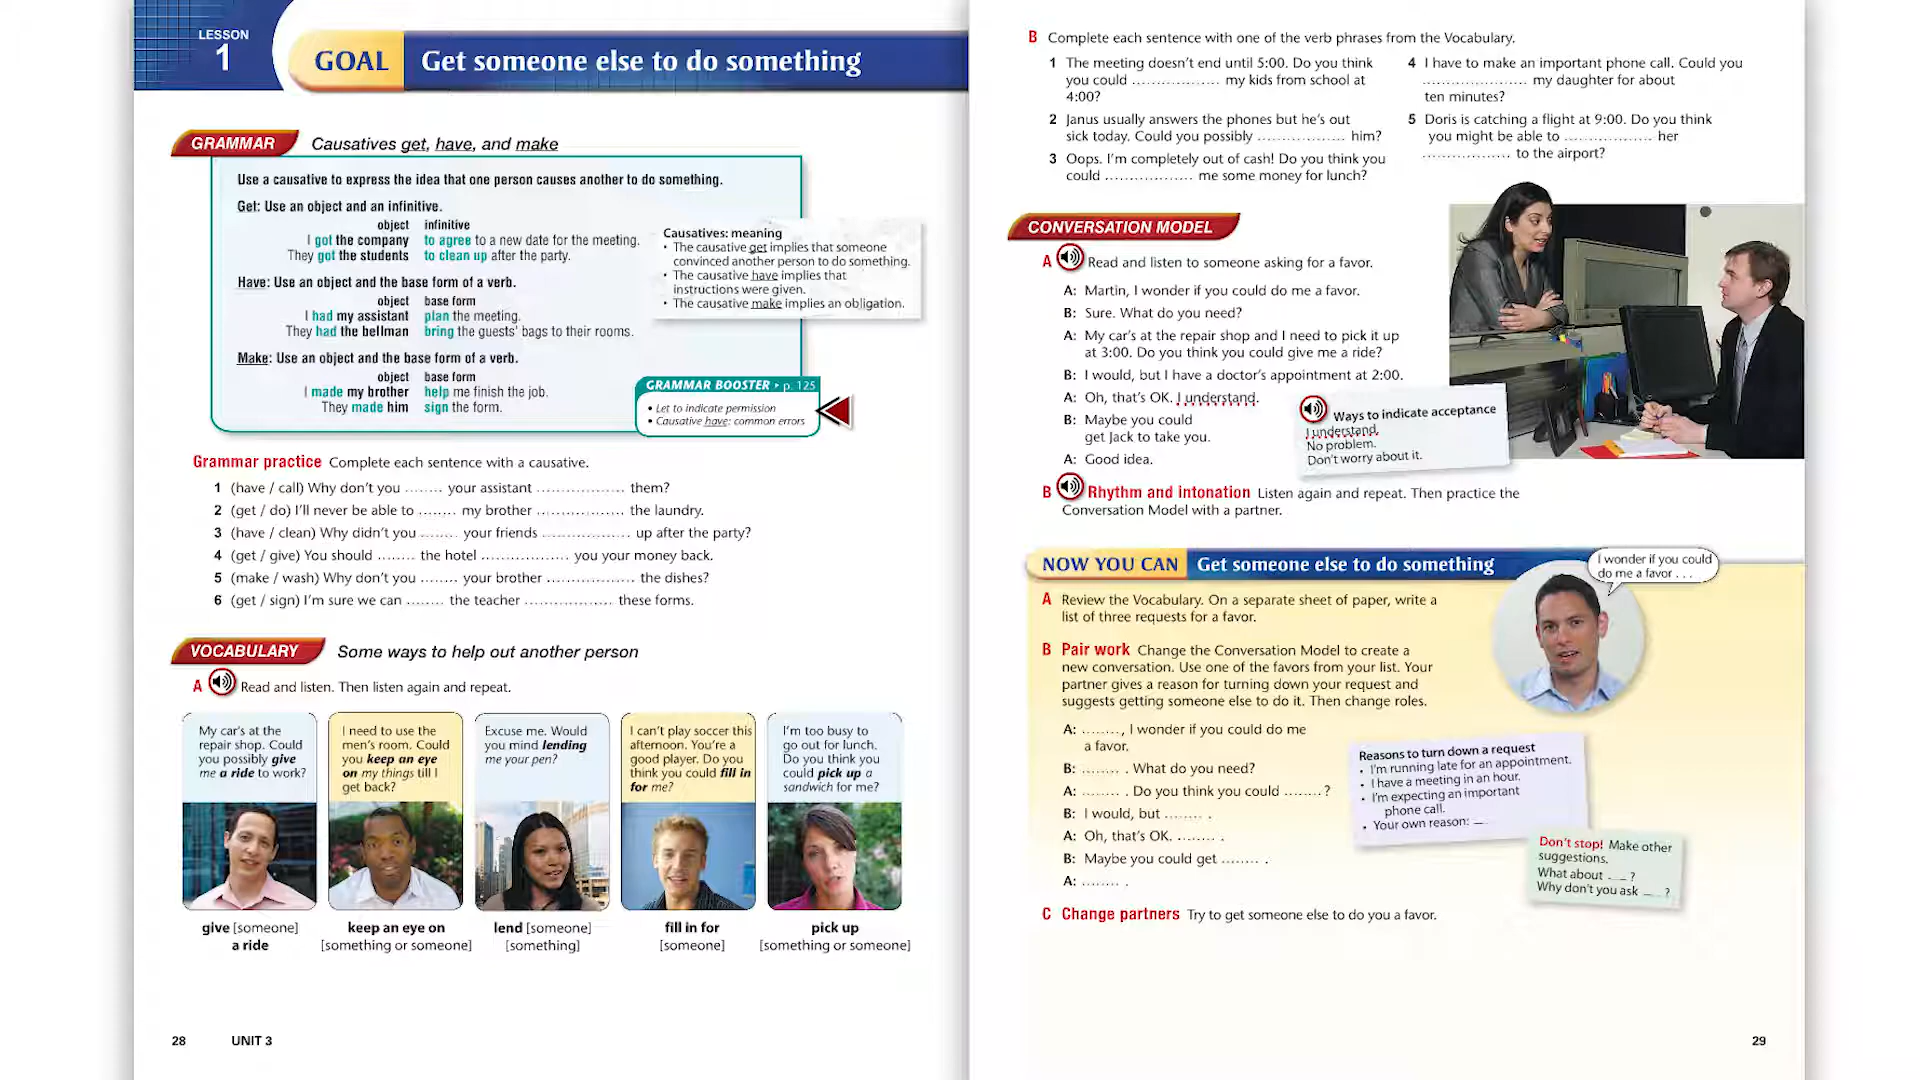 LESSON
1
GOAL Get someone else to do something
GRAMMAR Causatives get, have, and make
Use a causative to express the idea that one person causes another to do something.
Get: Use an object and an infinitive.
object infinitive
I got the company to agree to a new date for the meeting.
They got the students to clean up after the party.
Have: Use an object and the base form of a verb.
object base form
I had my assistant plan the meeting.
They had the bellman bring the guests' bags to their rooms.
Make: Use an object and the base form of a verb.
object base form
I made my brother help me finish the job.
They made him sign the form.
Causatives: meaning
• The causative get implies that someone
convinced another person to do something.
• The causative have implies that
instructions were given.
• The causative make implies an obligation.
GRAMMAR BOOSTER ▸ p. 125
• Let to indicate permission
• Causative have: common errors
Grammar practice Complete each sentence with a causative.
1 (have / call) Why don't you ........ your assistant .................. them?
2 (get / do) I'll never be able to ........ my brother .................. the laundry.
3 (have / clean) Why didn't you ........ your friends .................. up after the party?
4 (get / give) You should ........ the hotel .................. you your money back.
5 (make / wash) Why don't you ........ your brother .................. the dishes?
6 (get / sign) I'm sure we can ........ the teacher .................. these forms.
VOCABULARY Some ways to help out another person
A Read and listen. Then listen again and repeat.
My car's at the
repair shop. Could
you possibly give
me a ride to work?
I need to use the
men's room. Could
you keep an eye
on my things till I
get back?
Excuse me. Would
you mind lending
me your pen?
I can't play soccer this
afternoon. You're a
good player. Do you
think you could fill in
for me?
I'm too busy to
go out for lunch.
Do you think you
could pick up a
sandwich for me?
give [someone]
a ride
keep an eye on
[something or someone]
lend [someone]
[something]
fill in for
[someone]
pick up
[something or someone]
28 UNIT 3
B Complete each sentence with one of the verb phrases from the Vocabulary.
1 The meeting doesn't end until 5:00. Do you think
you could .................. my kids from school at
4:00?
2 Janus usually answers the phones but he's out
sick today. Could you possibly .................. him?
3 Oops. I'm completely out of cash! Do you think you
could .................. me some money for lunch?
4 I have to make an important phone call. Could you
..................... my daughter for about
ten minutes?
5 Doris is catching a flight at 9:00. Do you think
you might be able to .................. her
.................. to the airport?
CONVERSATION MODEL
A Read and listen to someone asking for a favor.
A: Martin, I wonder if you could do me a favor.
B: Sure. What do you need?
A: My car's at the repair shop and I need to pick it up
at 3:00. Do you think you could give me a ride?
B: I would, but I have a doctor's appointment at 2:00.
A: Oh, that's OK. I understand.
B: Maybe you could
get Jack to take you.
A: Good idea.
Ways to indicate acceptance
I understand.
No problem.
Don't worry about it.
B Rhythm and intonation Listen again and repeat. Then practice the
Conversation Model with a partner.
NOW YOU CAN Get someone else to do something
I wonder if you could
do me a favor . . .
A Review the Vocabulary. On a separate sheet of paper, write a
list of three requests for a favor.
B Pair work Change the Conversation Model to create a
new conversation. Use one of the favors from your list. Your
partner gives a reason for turning down your request and
suggests getting someone else to do it. Then change roles.
A: ........, I wonder if you could do me
a favor.
B: ........ . What do you need?
A: ........ . Do you think you could ........?
B: I would, but ........ .
A: Oh, that's OK. ........ .
B: Maybe you could get ........ .
A: ........ .
Reasons to turn down a request
• I'm running late for an appointment.
• I have a meeting in an hour.
• I'm expecting an important
phone call.
• Your own reason: __
Don't stop! Make other
suggestions.
What about ___?
Why don't you ask ___?
C Change partners Try to get someone else to do you a favor.
29